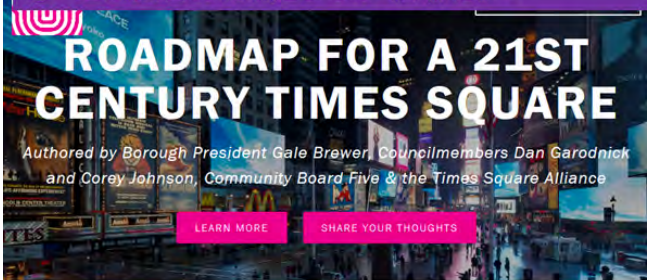 ROADMAP FOR A 21ST
CENTURY TIMES SQUARE
Authored by Borough President Gale Brewer, Councilmembers Dan Garodnick
and Corey Johnson, Community Board Five & the Times Square Alliance
LEARN MORE
SHARE YOUR THOUGHTS